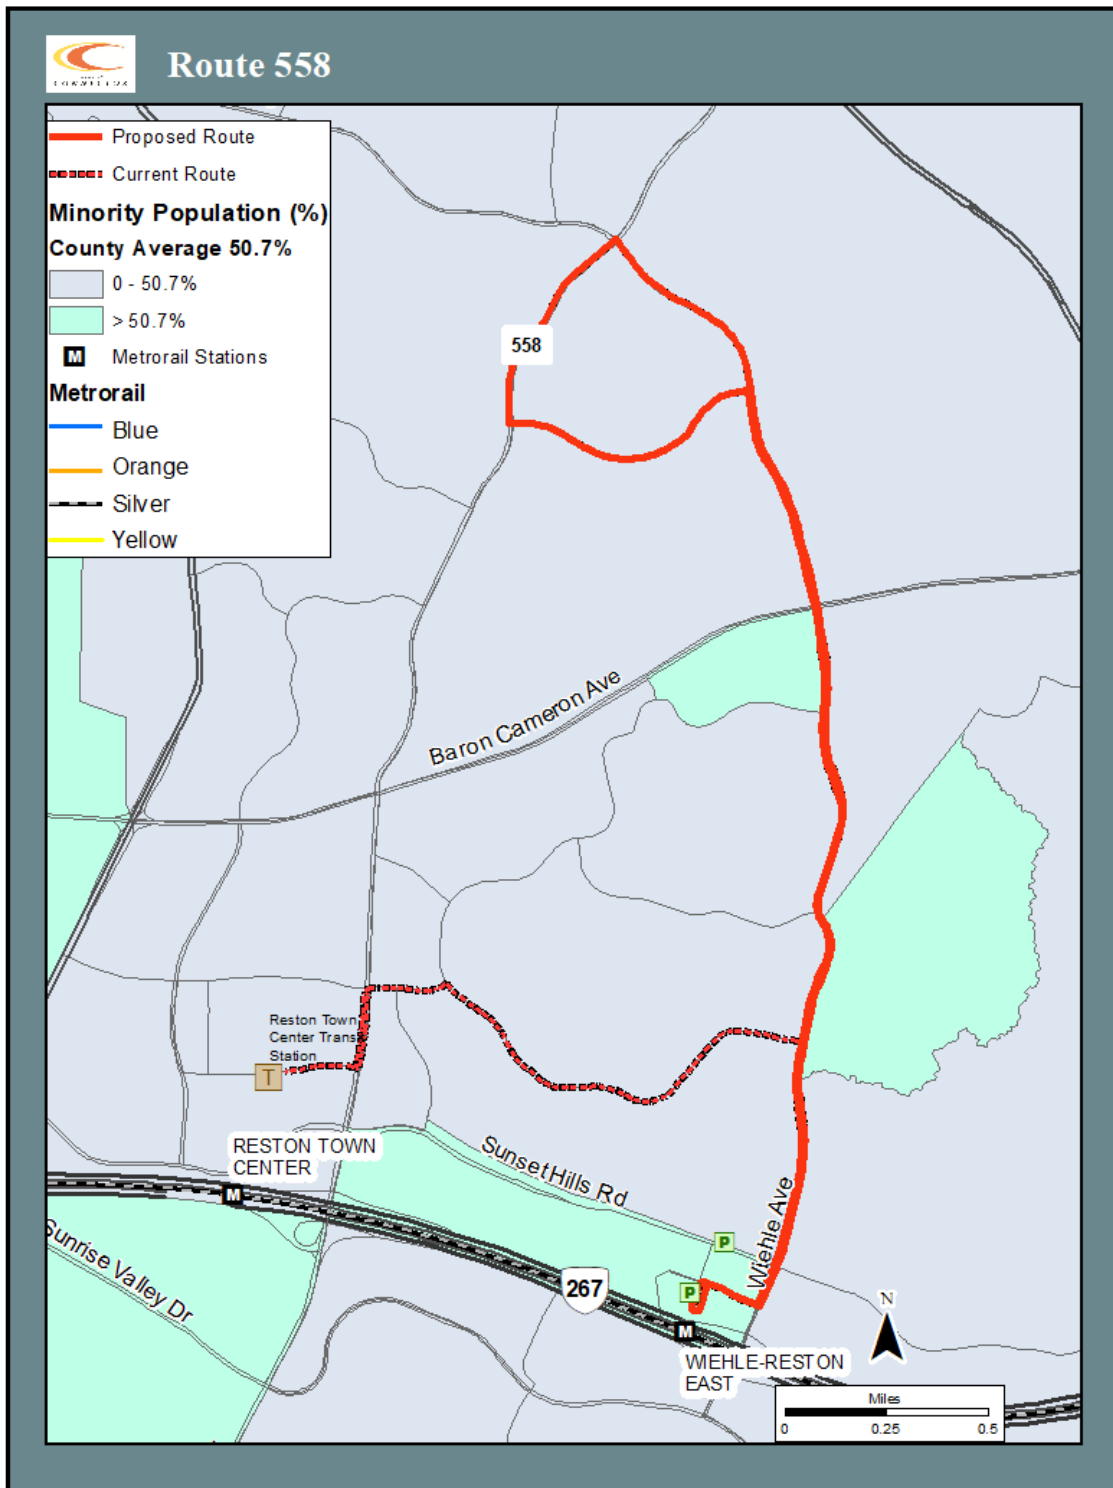 CONNECTOR
Route 558
Proposed Route
Current Route
Minority Population (%)
County Average 50.7%
0 - 50.7%
> 50.7%
M
Metrorail Stations
Metrorail
Blue
Orange
Silver
Yellow
558
Baron Cameron Ave
Reston Town
Center Trans
Station
T
RESTON TOWN
CENTER
M
Sunset Hills Rd
Sunrise Valley Dr
267
P
P
Wiehle Ave
M
WIEHLE-RESTON
EAST
N
Miles
0 0.25 0.5